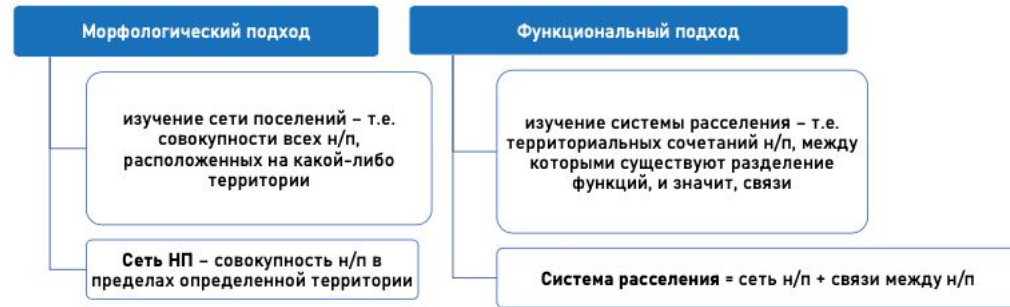 Морфологический подход
изучение сети поселений – т.е.
совокупности всех н/п,
расположенных на какой-либо
территории
Сеть НП – совокупность н/п в
пределах определенной территории
Функциональный подход
изучение системы расселения – т.е.
территориальных сочетаний н/п, между
которыми существуют разделение
функций, и значит, связи
Система расселения = сеть н/п + связи между н/п